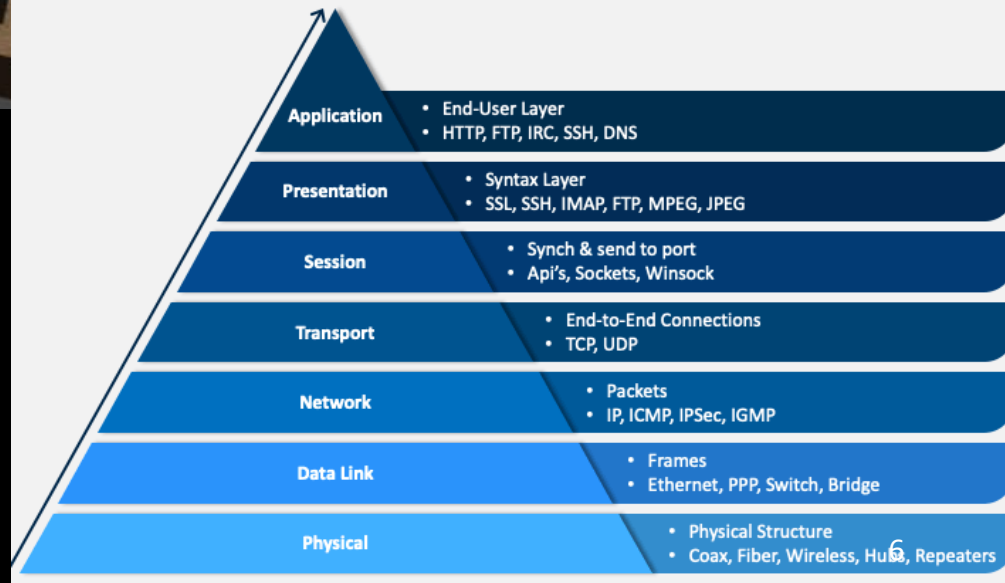 Application
• End-User Layer
• HTTP, FTP, IRC, SSH, DNS
Presentation
• Syntax Layer
• SSL, SSH, IMAP, FTP, MPEG, JPEG
Session
• Synch & send to port
• Api's, Sockets, Winsock
Transport
• End-to-End Connections
• TCP, UDP
Network
• Packets
• IP, ICMP, IPSec, IGMP
Data Link
• Frames
• Ethernet, PPP, Switch, Bridge
Physical
• Physical Structure
• Coax, Fiber, Wireless, Hubs, Repeaters
6